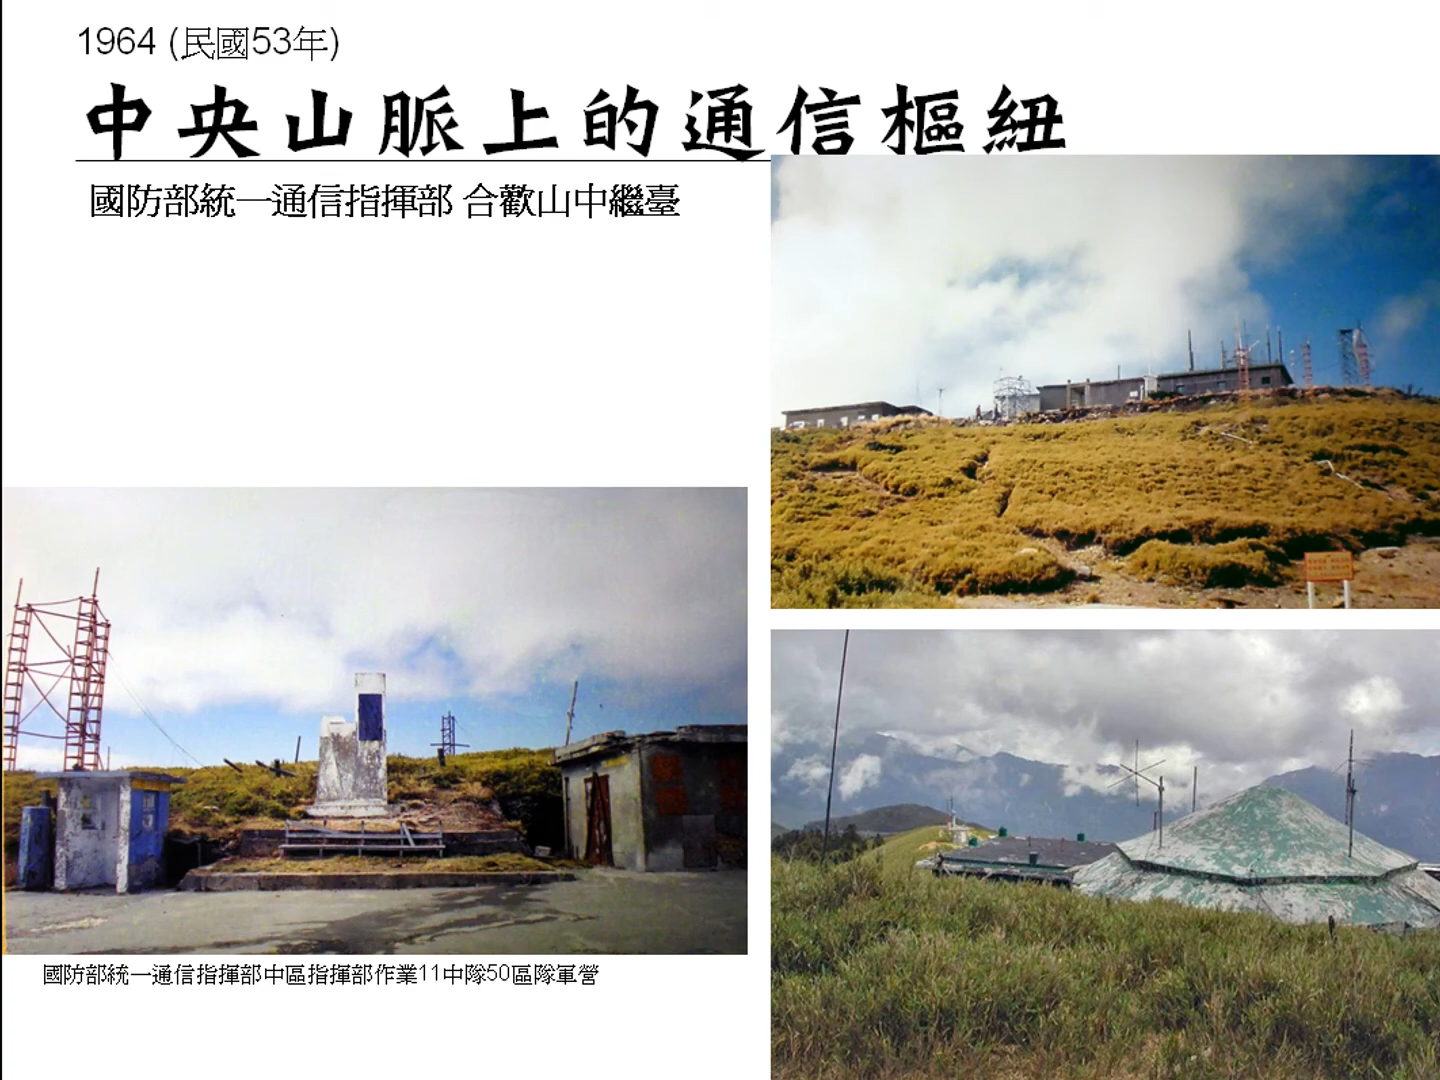 1964 (民國53年)
中央山脈上的通信樞紐
國防部統一通信指揮部 合歡山中繼臺
國防部統一通信指揮部中區指揮部作業11中隊50區隊軍營